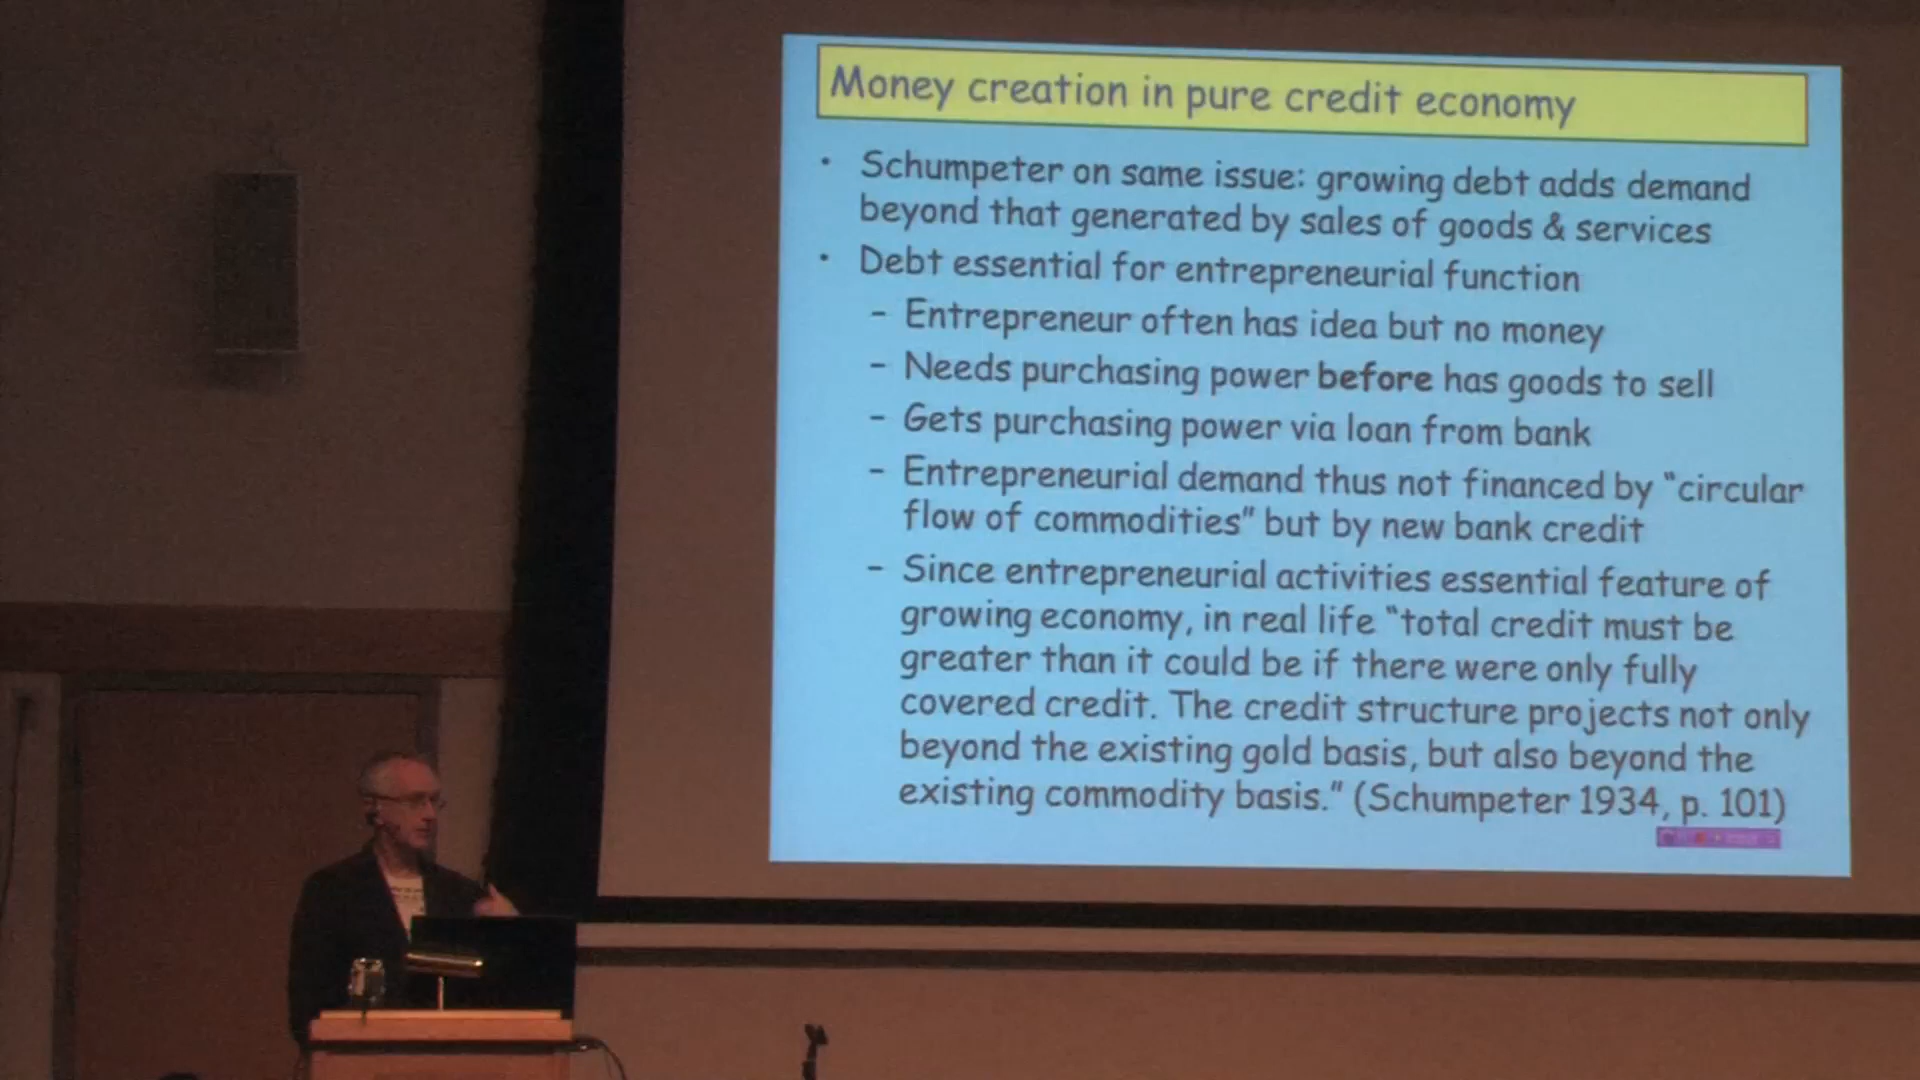 Money creation in pure credit economy
• Schumpeter on same issue: growing debt adds demand
beyond that generated by sales of goods & services
• Debt essential for entrepreneurial function
– Entrepreneur often has idea but no money
– Needs purchasing power before has goods to sell
– Gets purchasing power via loan from bank
– Entrepreneurial demand thus not financed by “circular
flow of commodities” but by new bank credit
– Since entrepreneurial activities essential feature of
growing economy, in real life “total credit must be
greater than it could be if there were only fully
covered credit. The credit structure projects not only
beyond the existing gold basis, but also beyond the
existing commodity basis.” (Schumpeter 1934, p. 101)